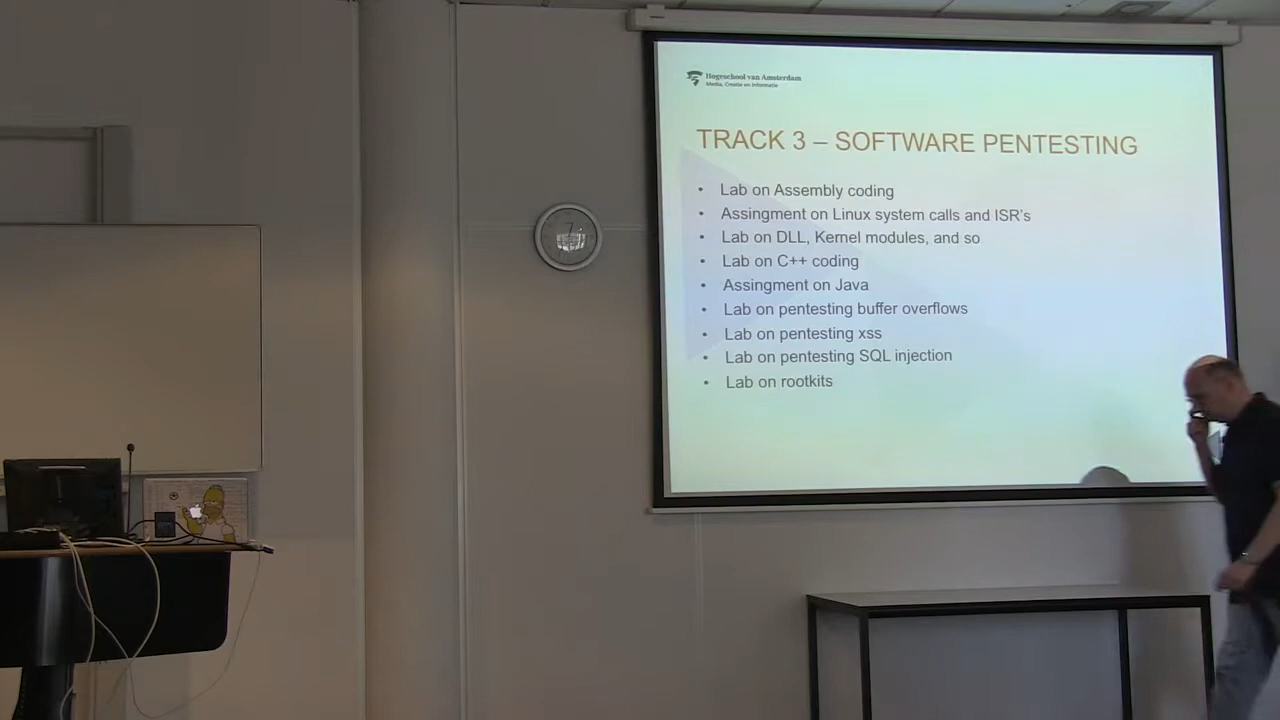 Hogeschool van Amsterdam
Media, Creatie en Informatie
TRACK 3 – SOFTWARE PENTESTING
• Lab on Assembly coding
• Assingment on Linux system calls and ISR's
• Lab on DLL, Kernel modules, and so
• Lab on C++ coding
• Assingment on Java
• Lab on pentesting buffer overflows
• Lab on pentesting xss
• Lab on pentesting SQL injection
• Lab on rootkits